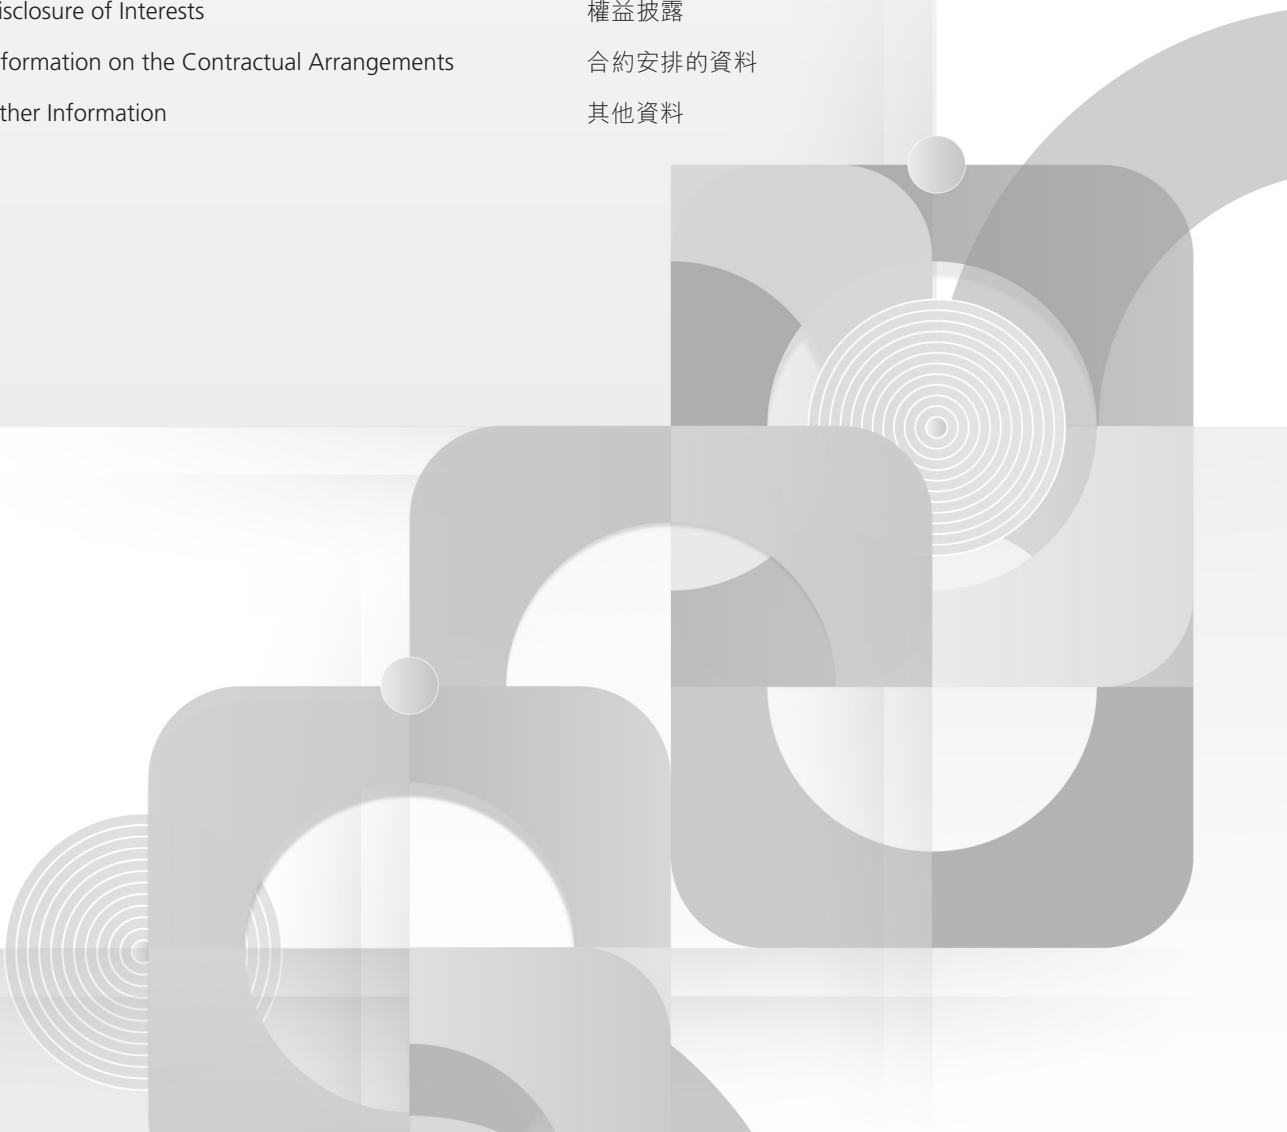 isclosure of Interests 權益披露
formation on the Contractual Arrangements 合約安排的資料
ther Information 其他資料